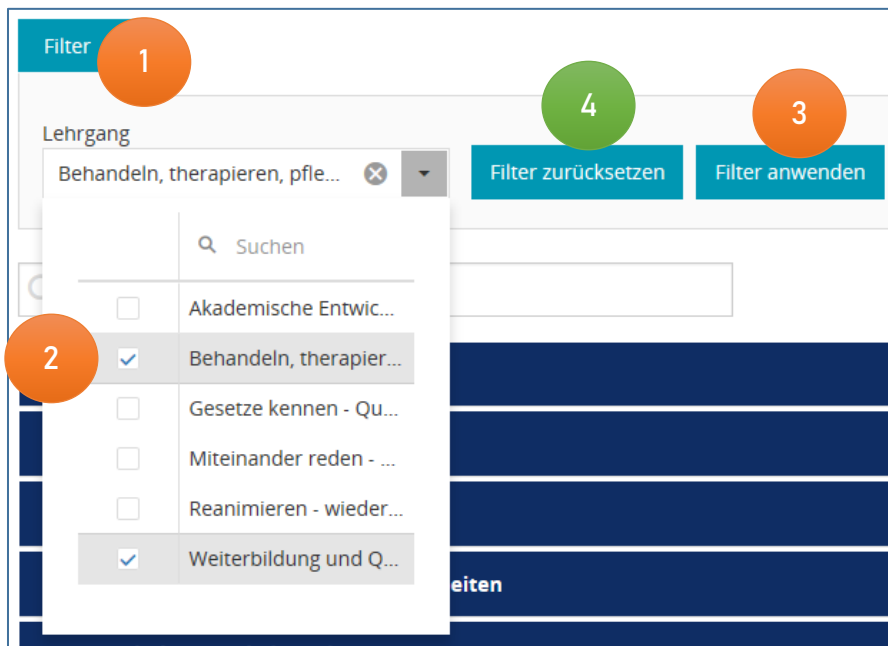 Filter
1
4
3
Lehrgang
Behandeln, therapieren, pfle...
Filter zurücksetzen
Filter anwenden
Suchen
Akademische Entwic...
2
Behandeln, therapier...
Gesetze kennen - Qu...
Miteinander reden - ...
Reanimieren - wieder...
Weiterbildung und Q...
eiten